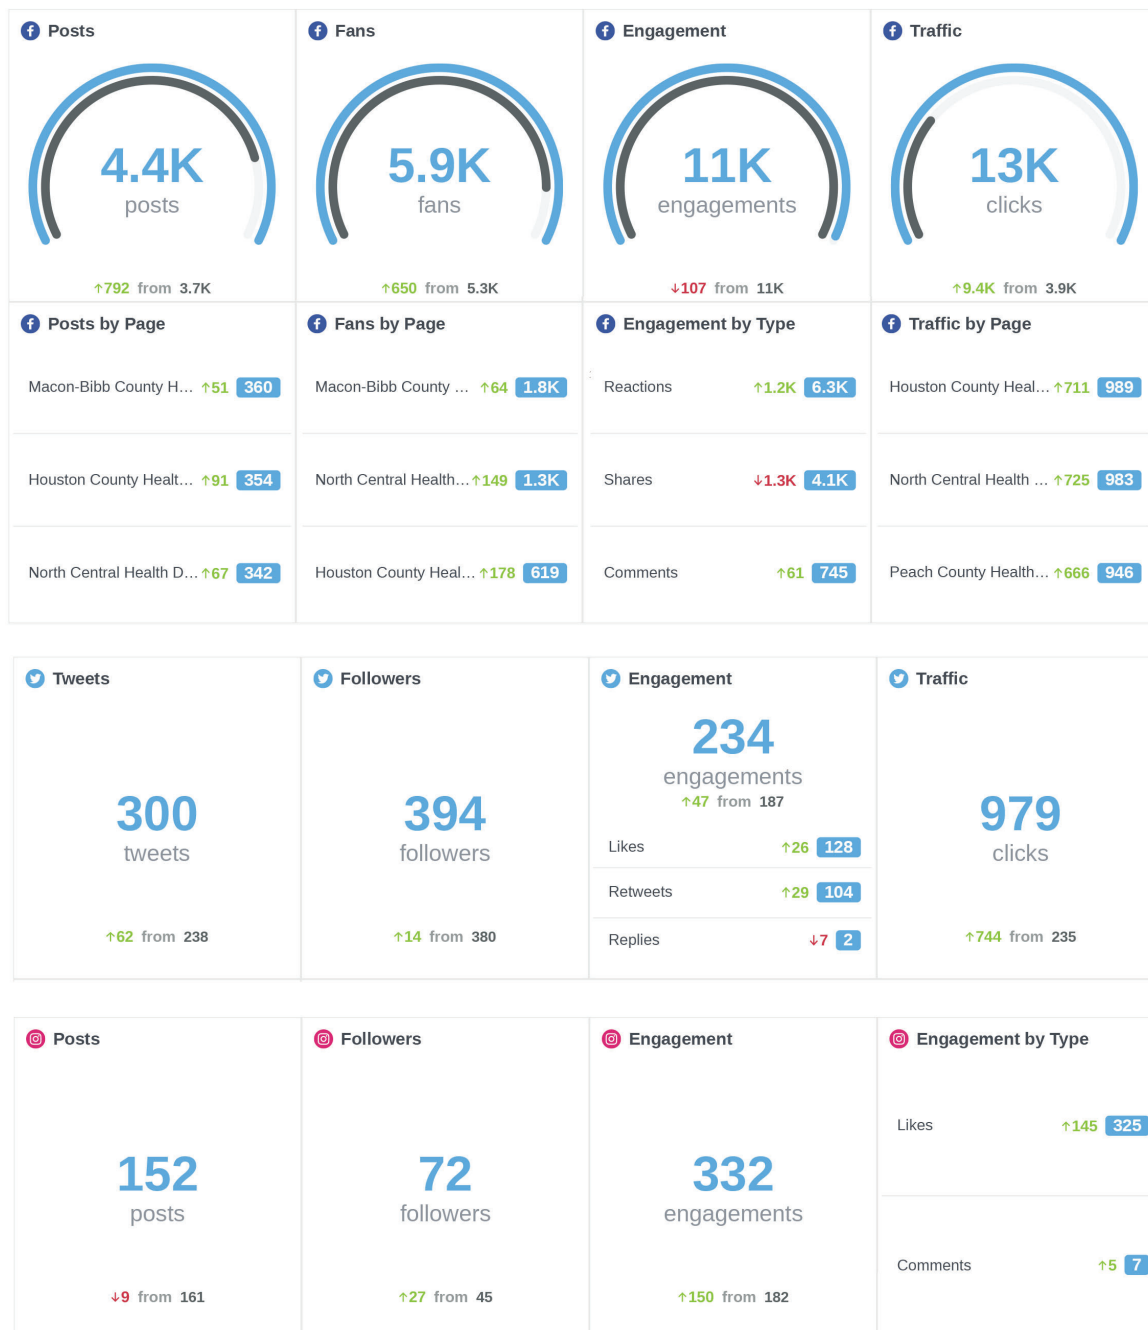 Posts
4.4K
posts
↑792 from 3.7K
Fans
5.9K
fans
↑650 from 5.3K
Engagement
11K
engagements
↓107 from 11K
Traffic
13K
clicks
↑9.4K from 3.9K
Posts by Page
Macon-Bibb County H... ↑51 360
Houston County Healt... ↑91 354
North Central Health D... ↑67 342
Fans by Page
Macon-Bibb County ... ↑64 1.8K
North Central Health... ↑149 1.3K
Houston County Heal... ↑178 619
Engagement by Type
Reactions ↑1.2K 6.3K
Shares ↓1.3K 4.1K
Comments ↑61 745
Traffic by Page
Houston County Heal... ↑711 989
North Central Health ... ↑725 983
Peach County Health... ↑666 946
Tweets
300
tweets
↑62 from 238
Followers
394
followers
↑14 from 380
Engagement
234
engagements
↑47 from 187
Likes ↑26 128
Retweets ↑29 104
Replies ↓7 2
Traffic
979
clicks
↑744 from 235
Posts
152
posts
↓9 from 161
Followers
72
followers
↑27 from 45
Engagement
332
engagements
↑150 from 182
Engagement by Type
Likes ↑145 325
Comments ↑5 7